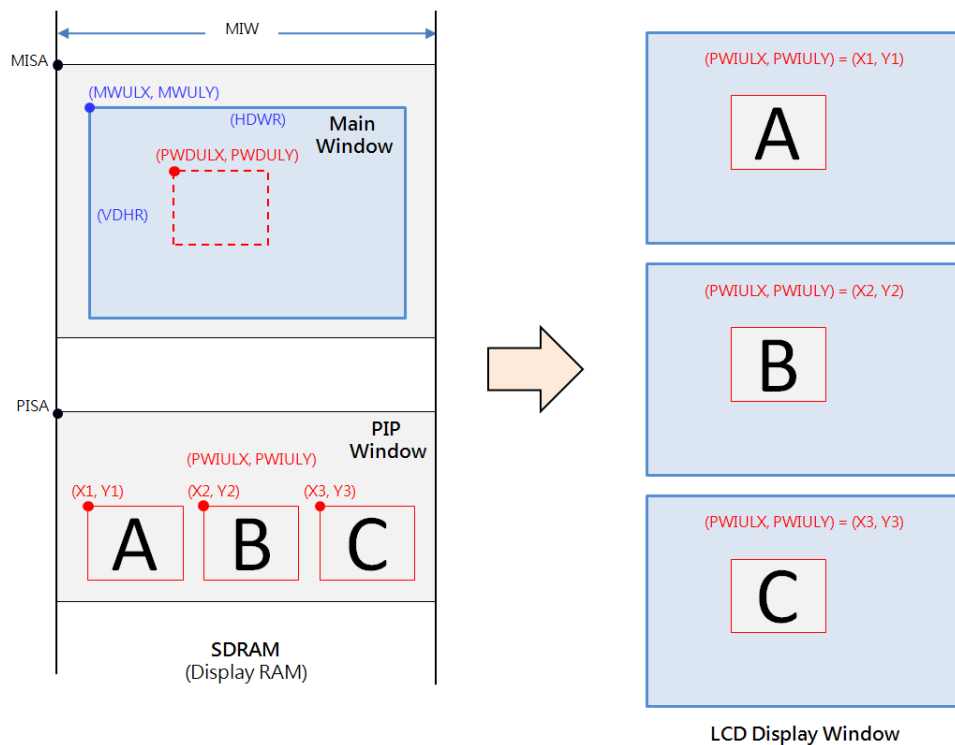 MIW
MISA
(MWULX, MWULY)
(HDWR)
Main
Window
(PWDULX, PWDULY)
(VDHR)
PISA
PIP
Window
(PWIULX, PWIULY)
(X1, Y1)
(X2, Y2)
(X3, Y3)
A
B
C
SDRAM
(Display RAM)
(PWIULX, PWIULY) = (X1, Y1)
A
(PWIULX, PWIULY) = (X2, Y2)
B
(PWIULX, PWIULY) = (X3, Y3)
C
LCD Display Window